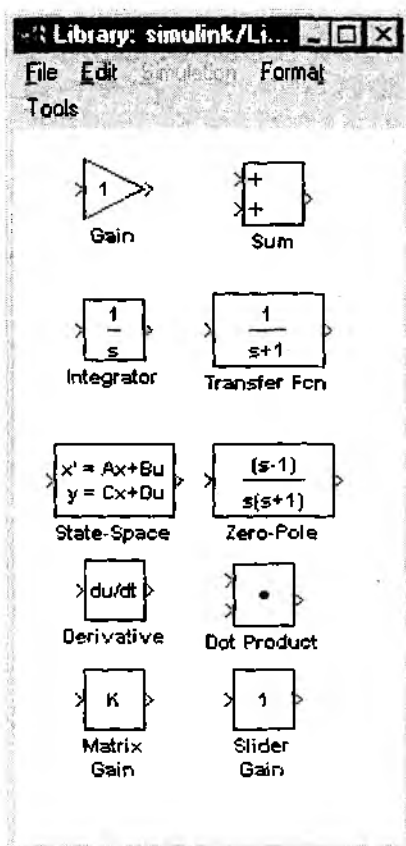 Library: simulink/Li...
File Edit Simulation Format
Tools
1
Gain
+
+
Sum
1
s
Integrator
1
s+1
Transfer Fcn
x' = Ax+Bu
y = Cx+Du
State-Space
(s-1)
s(s+1)
Zero-Pole
du/dt
Derivative
Dot Product
K
Matrix
Gain
1
Slider
Gain